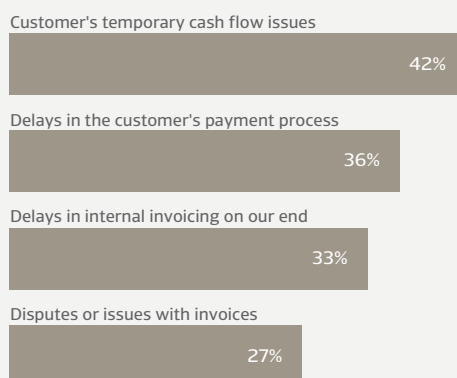 Customer's temporary cash flow issues
42%
Delays in the customer's payment process
36%
Delays in internal invoicing on our end
33%
Disputes or issues with invoices
27%